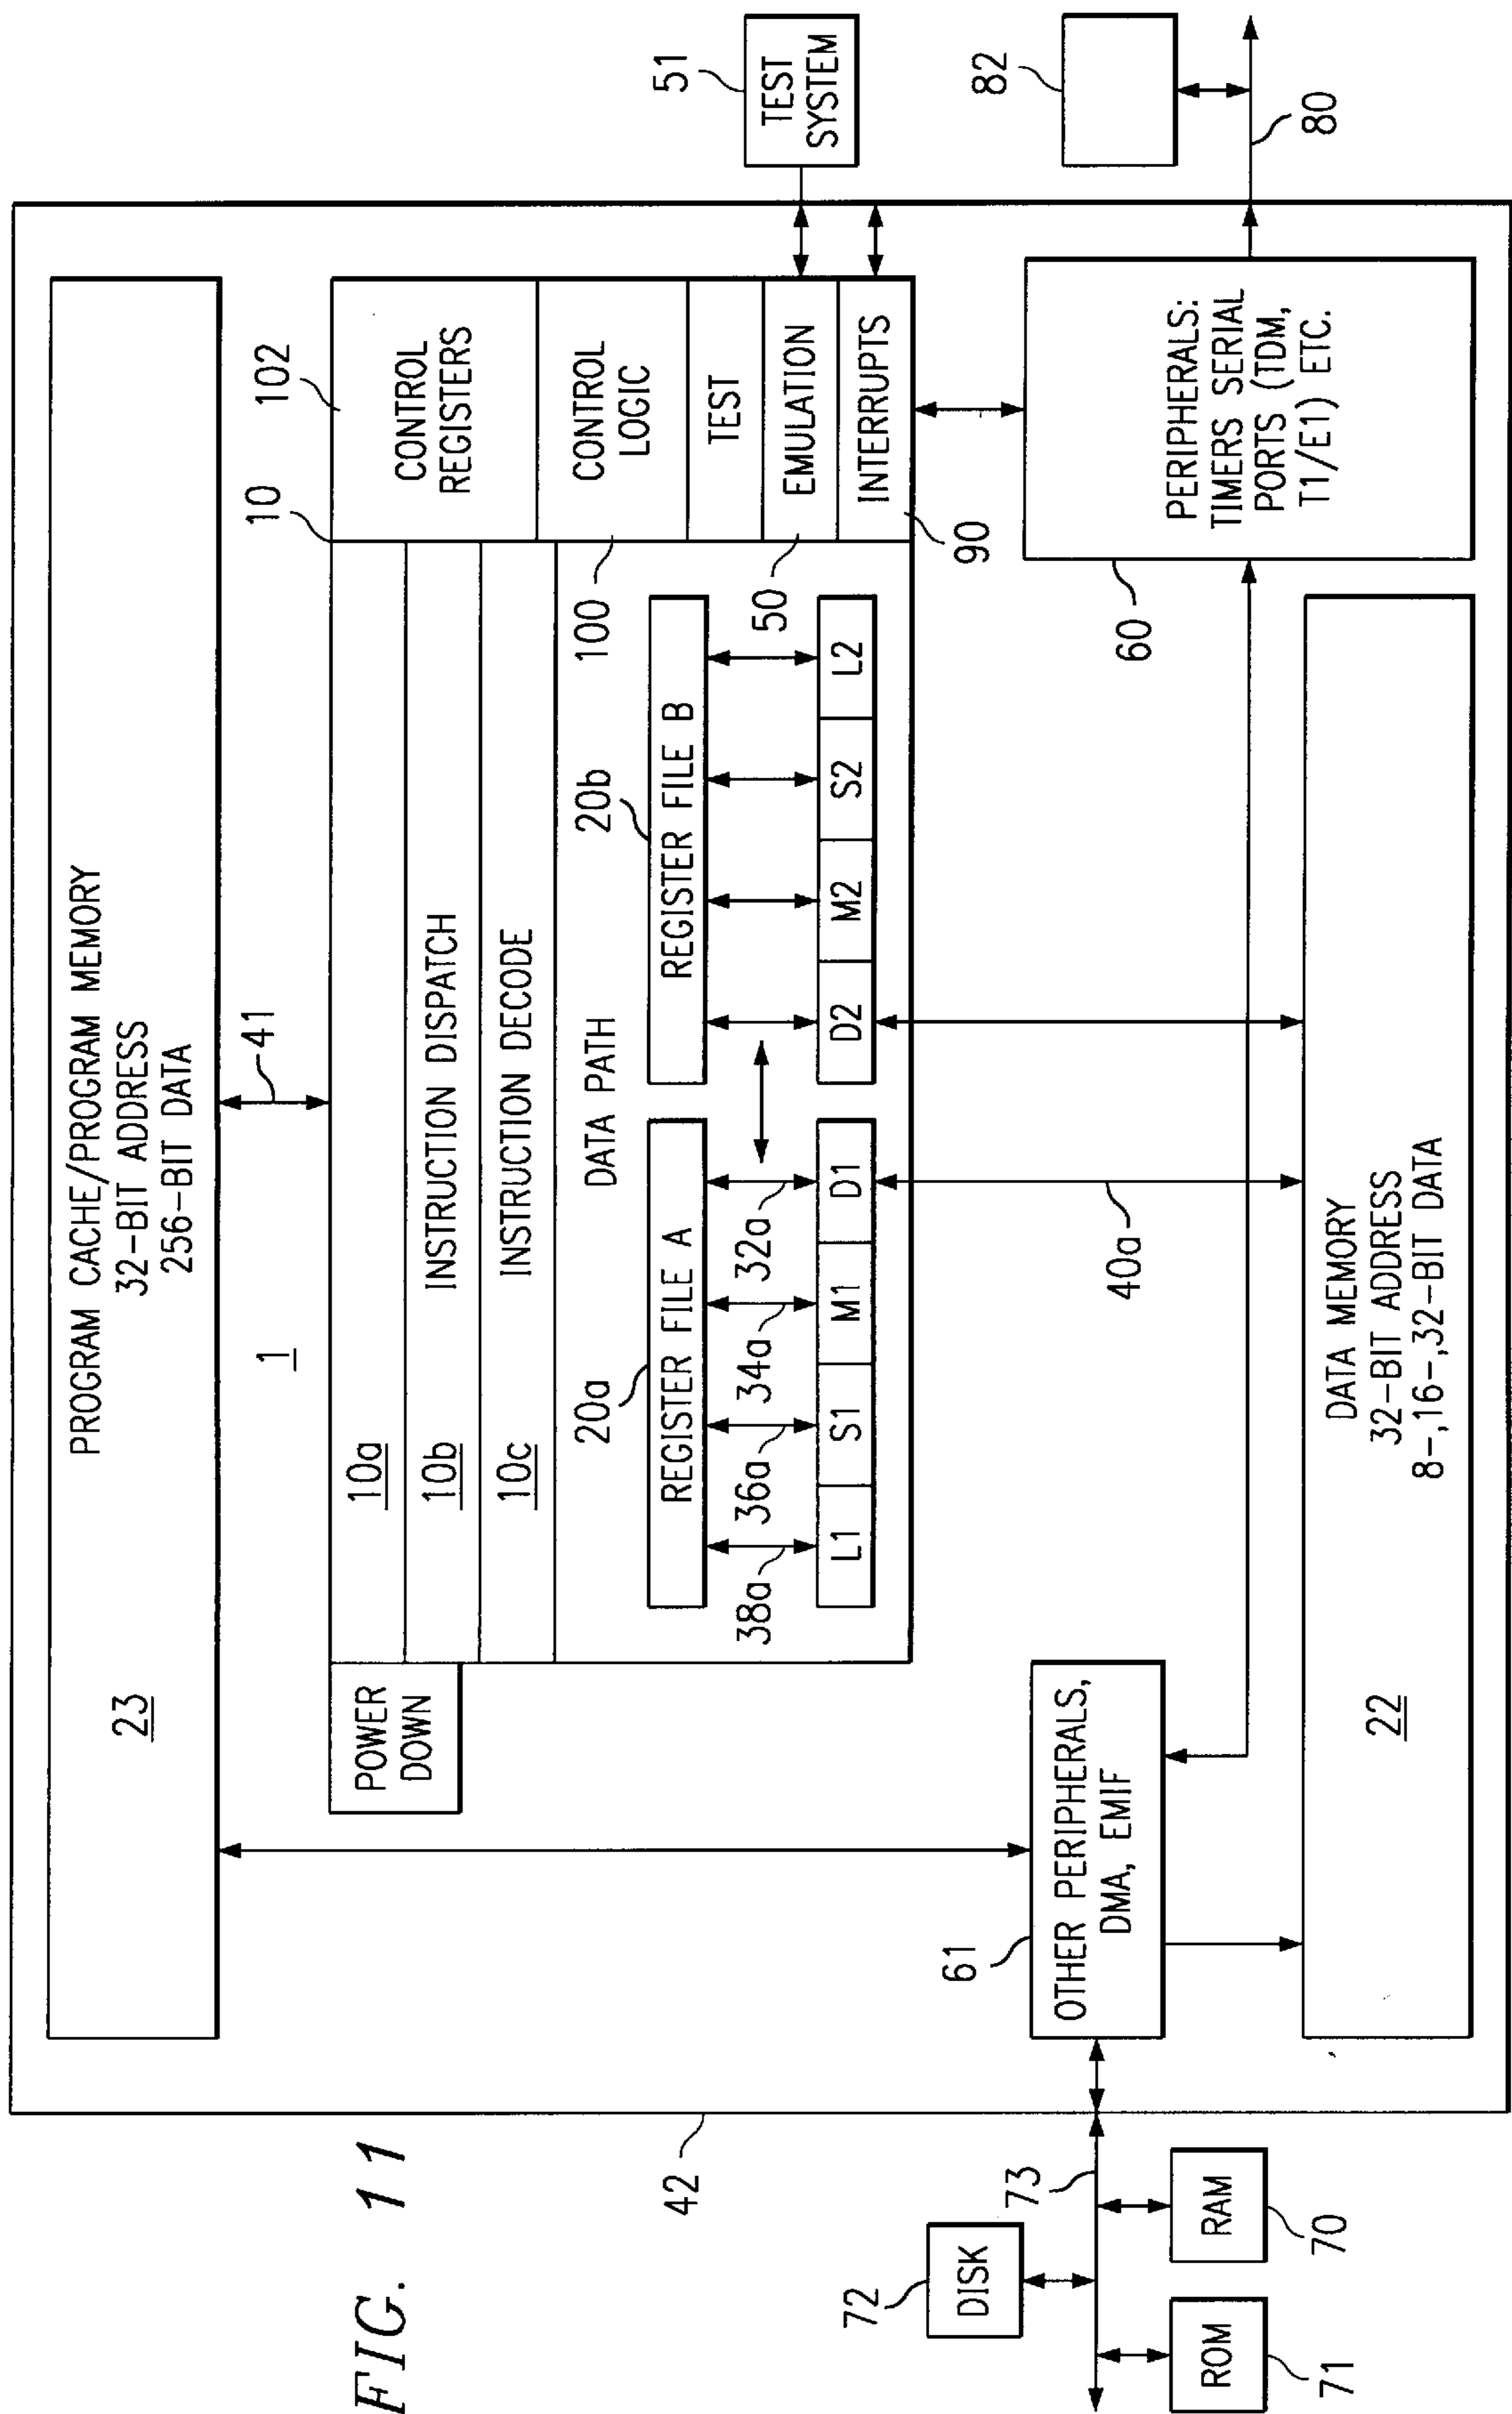 FIG. 11
PROGRAM CACHE/PROGRAM MEMORY
32-BIT ADDRESS
256-BIT DATA
23
1
41
10
102
POWER
DOWN
10a
10b
INSTRUCTION DISPATCH
10c
INSTRUCTION DECODE
DATA PATH
CONTROL
REGISTERS
CONTROL
LOGIC
TEST
EMULATION
INTERRUPTS
100
50
90
51
TEST
SYSTEM
20a
REGISTER FILE A
20b
REGISTER FILE B
38a
36a
34a
32a
L1
S1
M1
D1
D2
M2
S2
L2
42
40a
61
OTHER PERIPHERALS,
DMA, EMIF
60
PERIPHERALS:
TIMERS SERIAL
PORTS (TDM,
T1/E1) ETC.
82
80
72
DISK
73
ROM
71
RAM
70
22
DATA MEMORY
32-BIT ADDRESS
8-,16-,32-BIT DATA